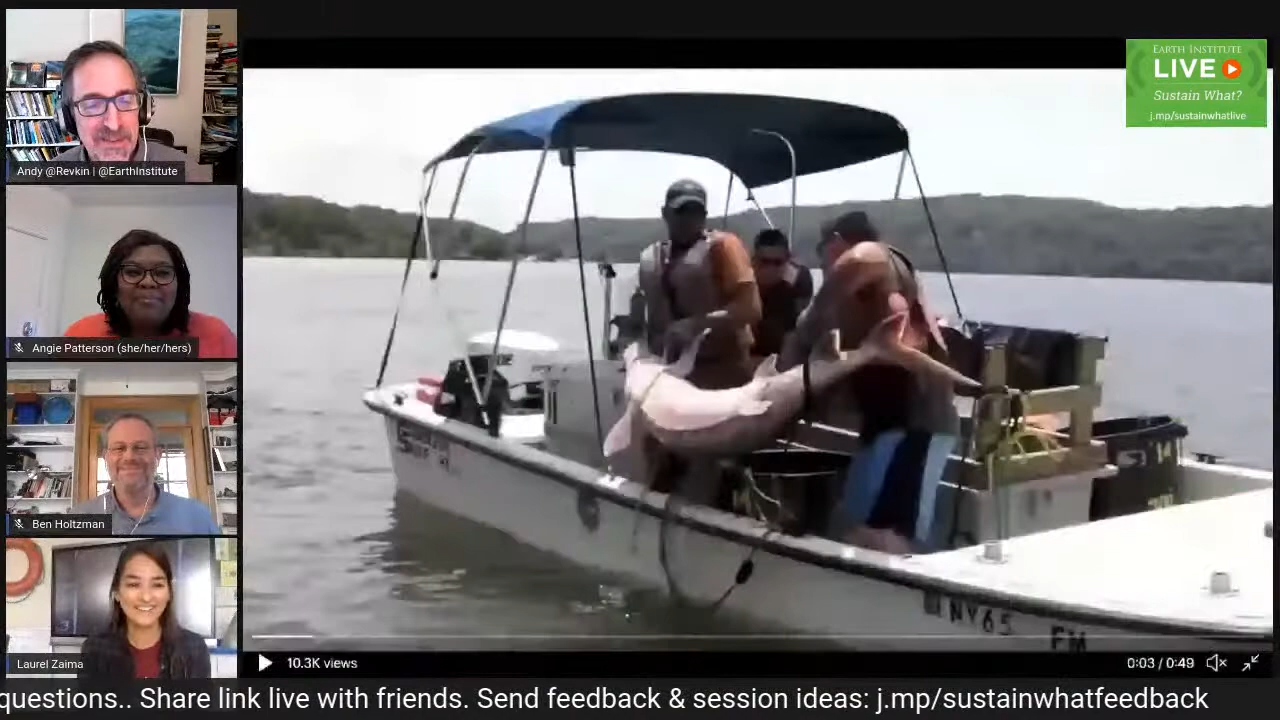 Andy @Revkin | @EarthInstitute
Angie Patterson (she/her/hers)
Ben Holtzman
Laurel Zaima
EARTH INSTITUTE
LIVE
Sustain What?
j.mp/sustainwhatlive
NY65
FM
10.3K views
0:03 / 0:49
questions.. Share link live with friends. Send feedback & session ideas: j.mp/sustainwhatfeedback